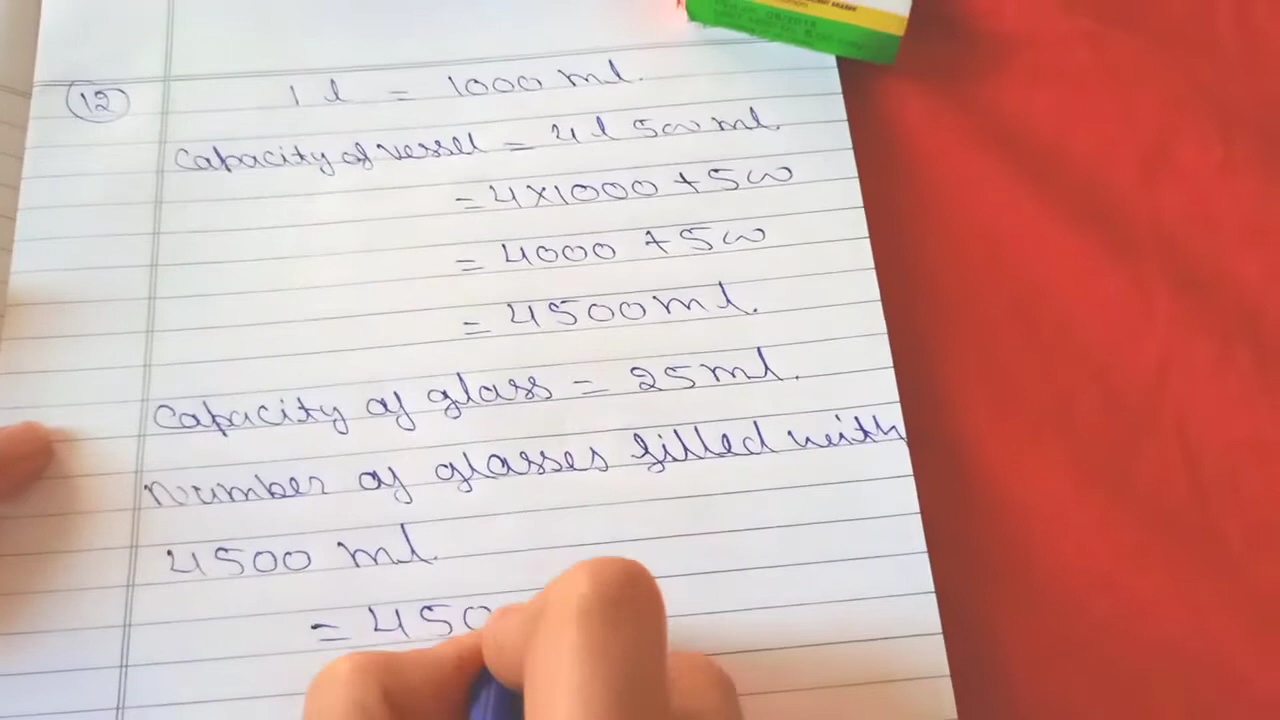 12 1 l = 1000 ml.
Capacity of vessel = 4 l 500 ml.
= 4×1000 + 500
= 4000 + 500
= 4500 ml.
Capacity of glass = 25 ml.
Number of glasses filled with
4500 ml
= 450